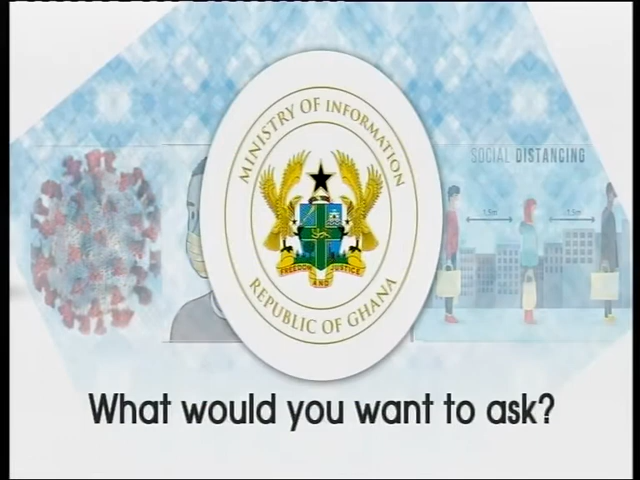 MINISTRY OF INFORMATION
SOCIAL DISTANCING
1,5m
1,5m
FREEDOM AND JUSTICE
REPUBLIC OF GHANA
What would you want to ask?